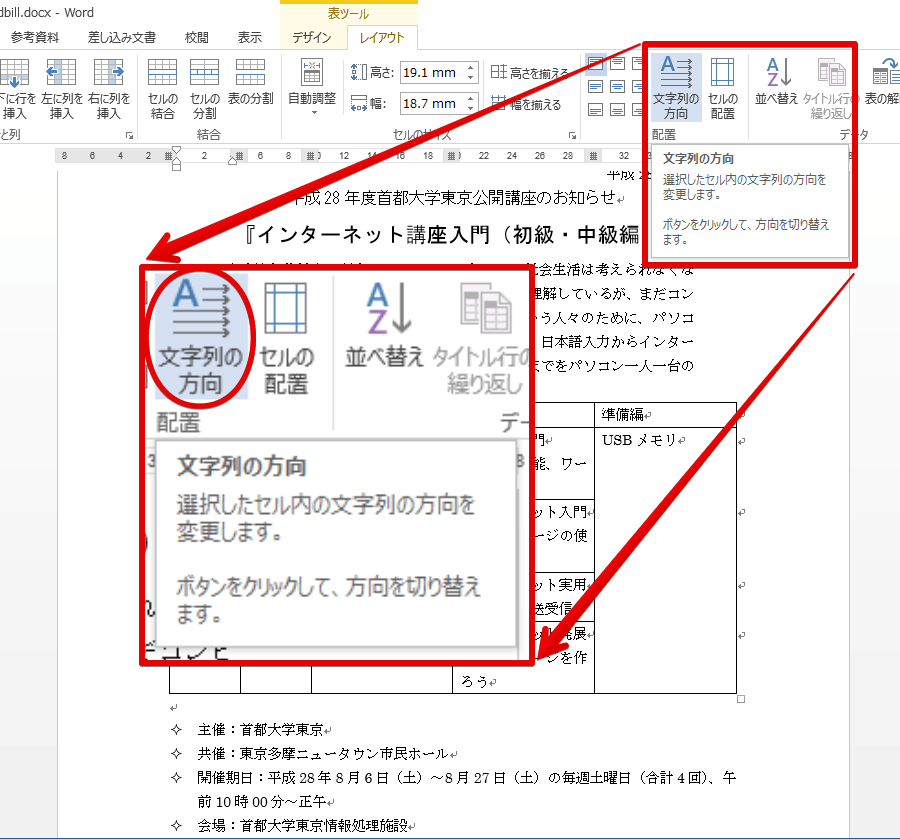 dbill.docx - Word
表ツール
参考資料 差し込み文書 校閲 表示 デザイン レイアウト
下に行を挿入
左に列を挿入
右に列を挿入
セルの結合
セルの分割
表の分割
自動調整
高さ: 19.1 mm
幅: 18.7 mm
高さを揃える
幅を揃える
文字列の方向
セルの配置
並べ替え
タイトル行の繰り返し
表の解
と列 結合 セルのサイズ 配置 データ
8 6 4 2 2 6 8 12 14 16 18 22 24 26 28 32
文字列の方向
選択したセル内の文字列の方向を
変更します。
ボタンをクリックして、方向を切り替え
ます。
平成 28
平成 28 年度首都大学東京公開講座のお知らせ
『インターネット講座入門（初級・中級編
社会生活は考えられなくな
理解しているが、まだコン
いう人々のために、パソコ
日本語入力からインター
までをパソコン一人一台の
文字列の
方向
セルの
配置
並べ替え
タイトル行の
繰り返し
配置
デー
文字列の方向
選択したセル内の文字列の方向を
変更します。
ボタンをクリックして、方向を切り替え
ます。
準備編
門
USB メモリ
能、ワー
ット入門
ージの使
ット実用
送受信
ット発展
ージを作
ろう
✧ 主催：首都大学東京
✧ 共催：東京多摩ニュータウン市民ホール
✧ 開催期日：平成 28 年 8 月 6 日（土）～8 月 27 日（土）の毎週土曜日（合計 4 回）、午
前 10 時 00 分～正午
✧ 会場：首都大学東京情報処理施設